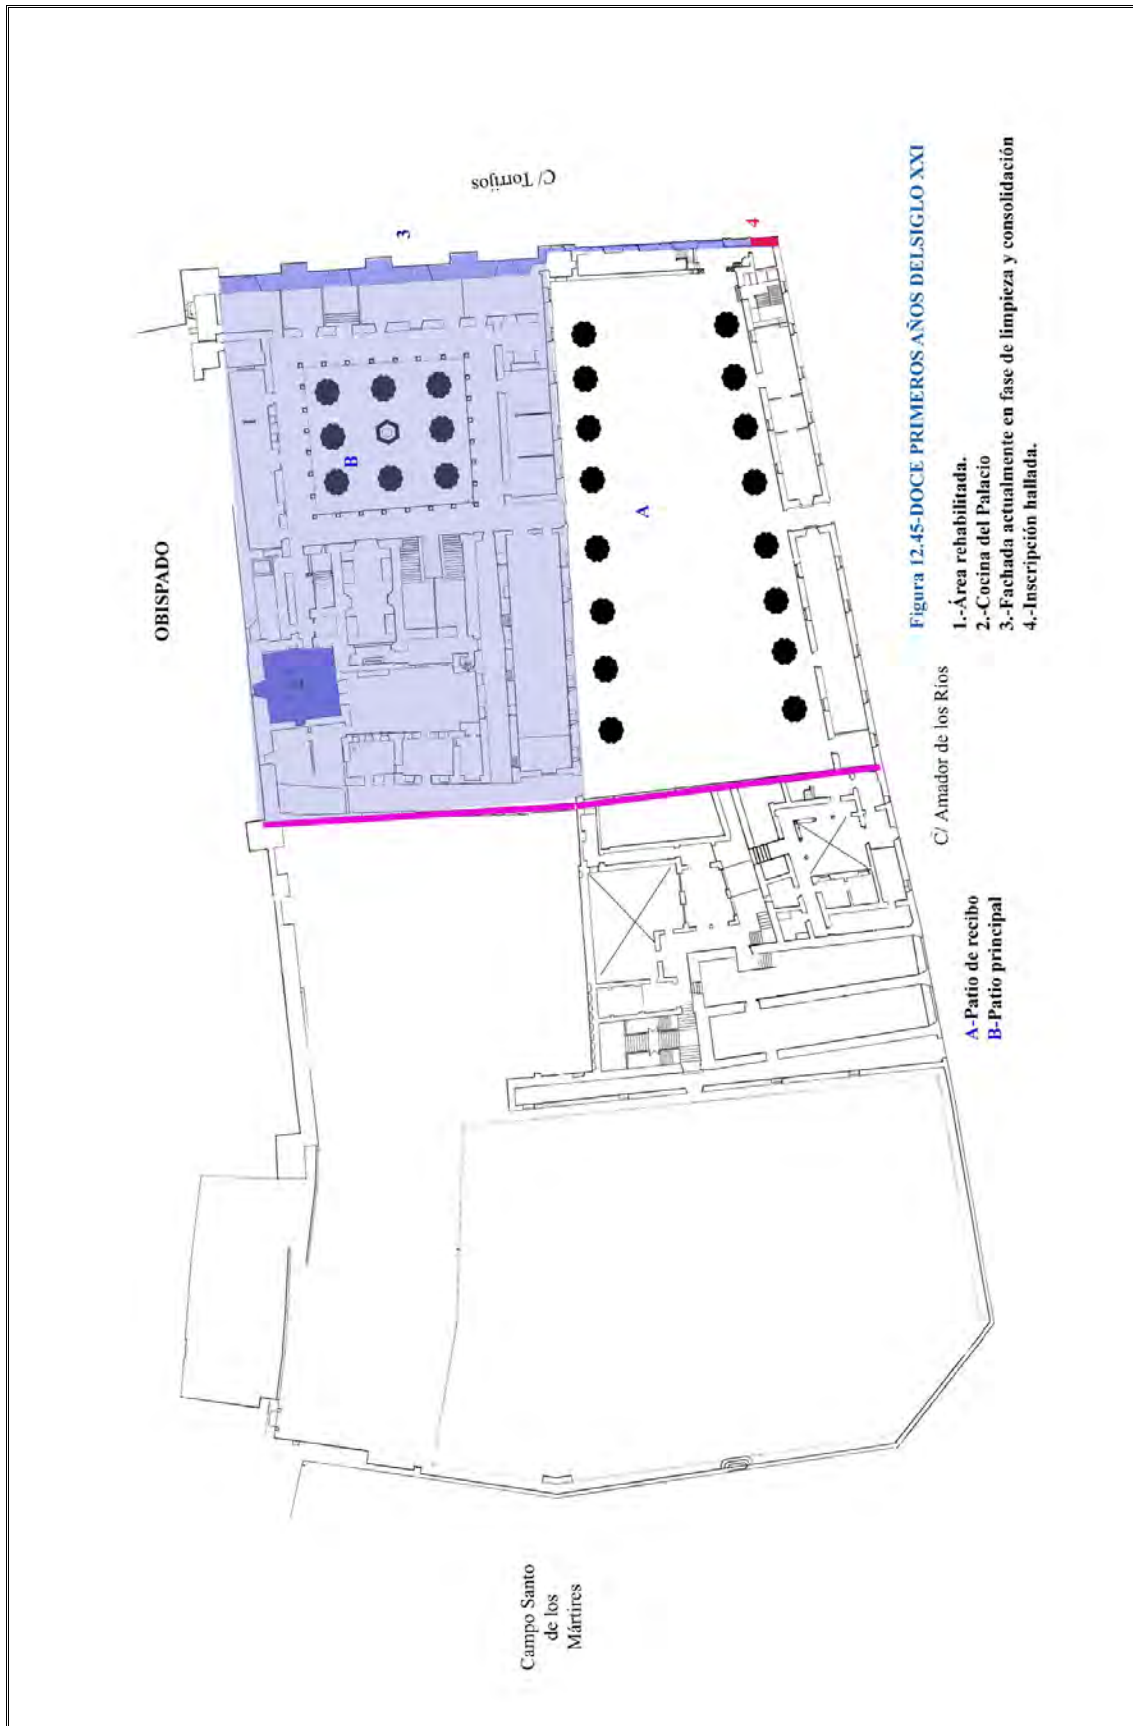 OBISPADO
C/ Torrijos
3
4
1
B
A
Campo Santo
de los
Mártires
C/ Amador de los Ríos
A-Patio de recibo
B-Patio principal
Figura 12.45-DOCE PRIMEROS AÑOS DELSIGLO XXI
1.-Área rehabilitada.
2.-Cocina del Palacio
3.-Fachada actualmente en fase de limpieza y consolidación
4.-Inscripción hallada.